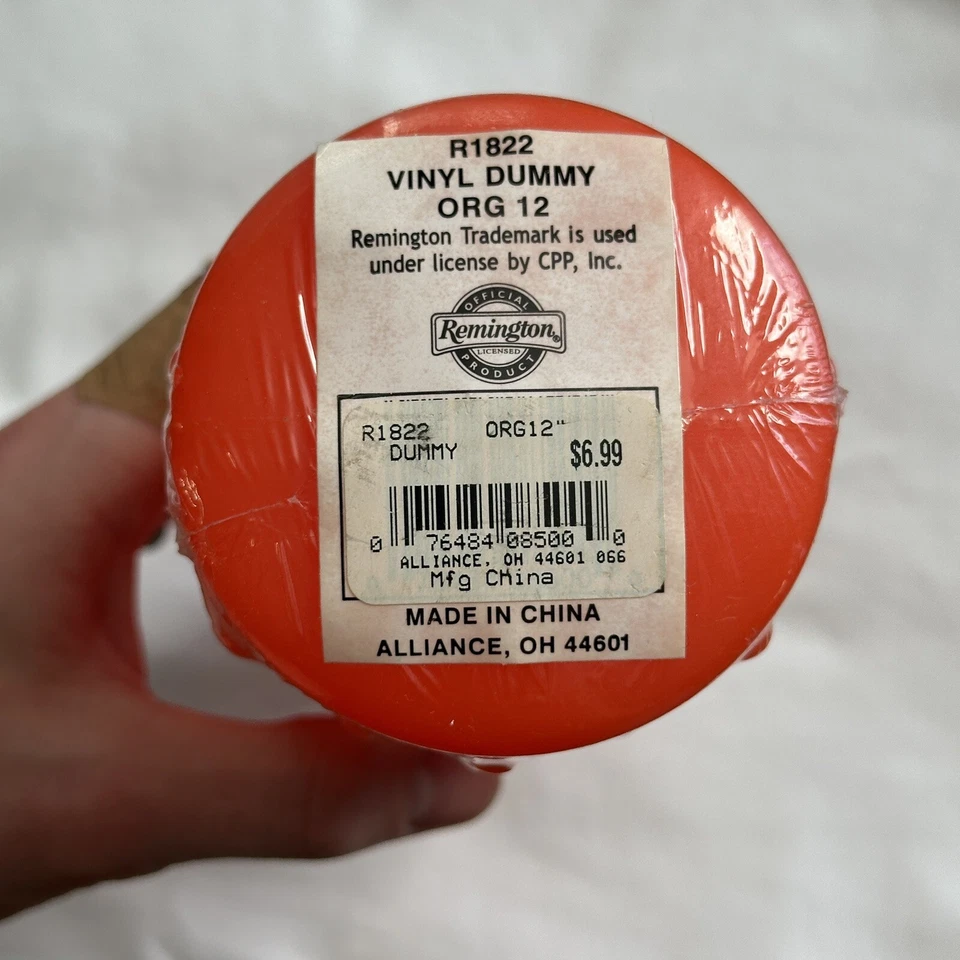 R1822
VINYL DUMMY
ORG 12
Remington Trademark is used
under license by CPP, Inc.
OFFICIAL
Remington®
LICENSED
PRODUCT
R1822 ORG12"
DUMMY $6.99
0 76484 08500 0
ALLIANCE, OH 44601 066
Mfg China
MADE IN CHINA
ALLIANCE, OH 44601